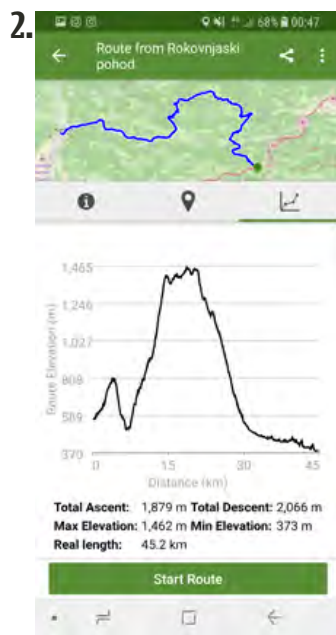 2.
68% 00:47
Route from Rokovnjaski
pohod
1,465
1,246
1,027
808
589
370
Route Elevation (m)
0 15 30 45
Distance (km)
Total Ascent: 1,879 m Total Descent: 2,066 m
Max Elevation: 1,462 m Min Elevation: 373 m
Real length: 45.2 km
Start Route